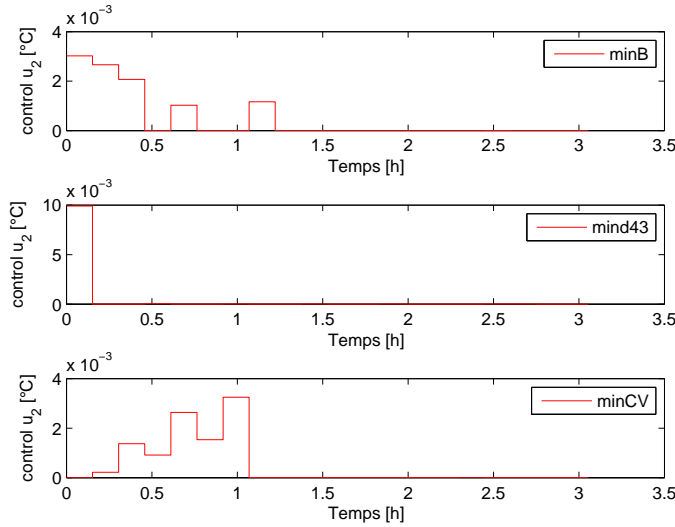 x 10⁻³
4
2
0
control u₂ [°C]
minB
0 0.5 1 1.5 2 2.5 3 3.5
Temps [h]
x 10⁻³
10
5
0
control u₂ [°C]
mind43
0 0.5 1 1.5 2 2.5 3 3.5
Temps [h]
x 10⁻³
4
2
0
control u₂ [°C]
minCV
0 0.5 1 1.5 2 2.5 3 3.5
Temps [h]